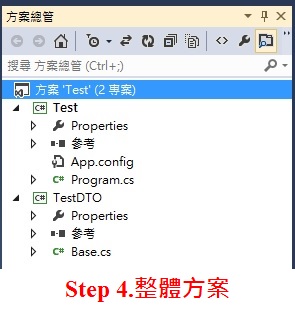 方案總管
搜尋 方案總管 (Ctrl+;)
方案 'Test' (2 專案)
C# Test
Properties
參考
App.config
C# Program.cs
C# TestDTO
Properties
參考
C# Base.cs
Step 4.整體方案